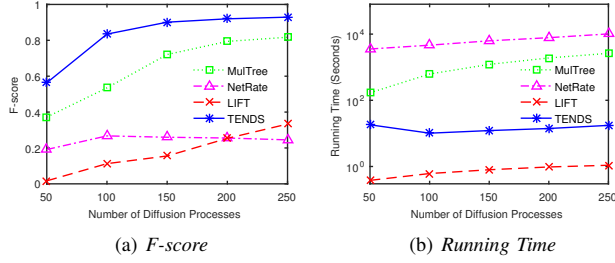 1
0.8
0.6
0.4
0.2
0
F-score
50 100 150 200 250
Number of Diffusion Processes
MulTree
NetRate
LIFT
TENDS
(a) F-score
10^4
10^2
10^0
Running Time (Seconds)
50 100 150 200 250
Number of Diffusion Processes
MulTree
NetRate
LIFT
TENDS
(b) Running Time